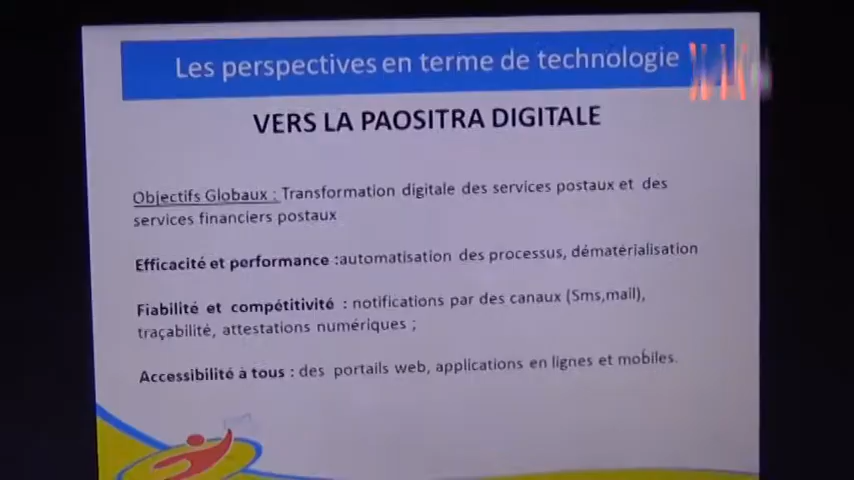 Les perspectives en terme de technologie
VERS LA PAOSITRA DIGITALE
Objectifs Globaux : Transformation digitale des services postaux et des
services financiers postaux
Efficacité et performance :automatisation des processus, dématérialisation
Fiabilité et compétitivité : notifications par des canaux (Sms,mail),
traçabilité, attestations numériques ;
Accessibilité à tous : des portails web, applications en lignes et mobiles.